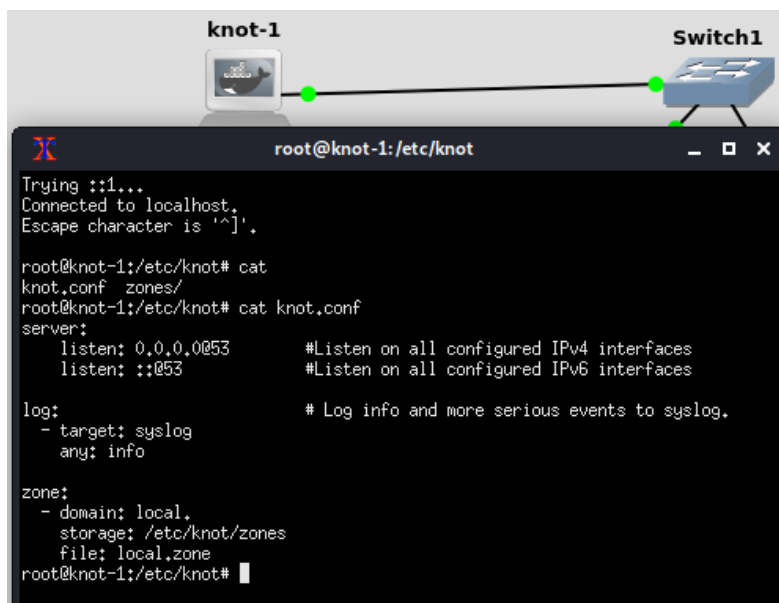 knot-1
Switch1
root@knot-1:/etc/knot
Trying ::1...
Connected to localhost.
Escape character is '^]'.
root@knot-1:/etc/knot# cat
knot.conf  zones/
root@knot-1:/etc/knot# cat knot.conf
server:
    listen: 0.0.0.0@53       #Listen on all configured IPv4 interfaces
    listen: ::@53            #Listen on all configured IPv6 interfaces
log:                         # Log info and more serious events to syslog.
  - target: syslog
    any: info
zone:
  - domain: local.
    storage: /etc/knot/zones
    file: local.zone
root@knot-1:/etc/knot#